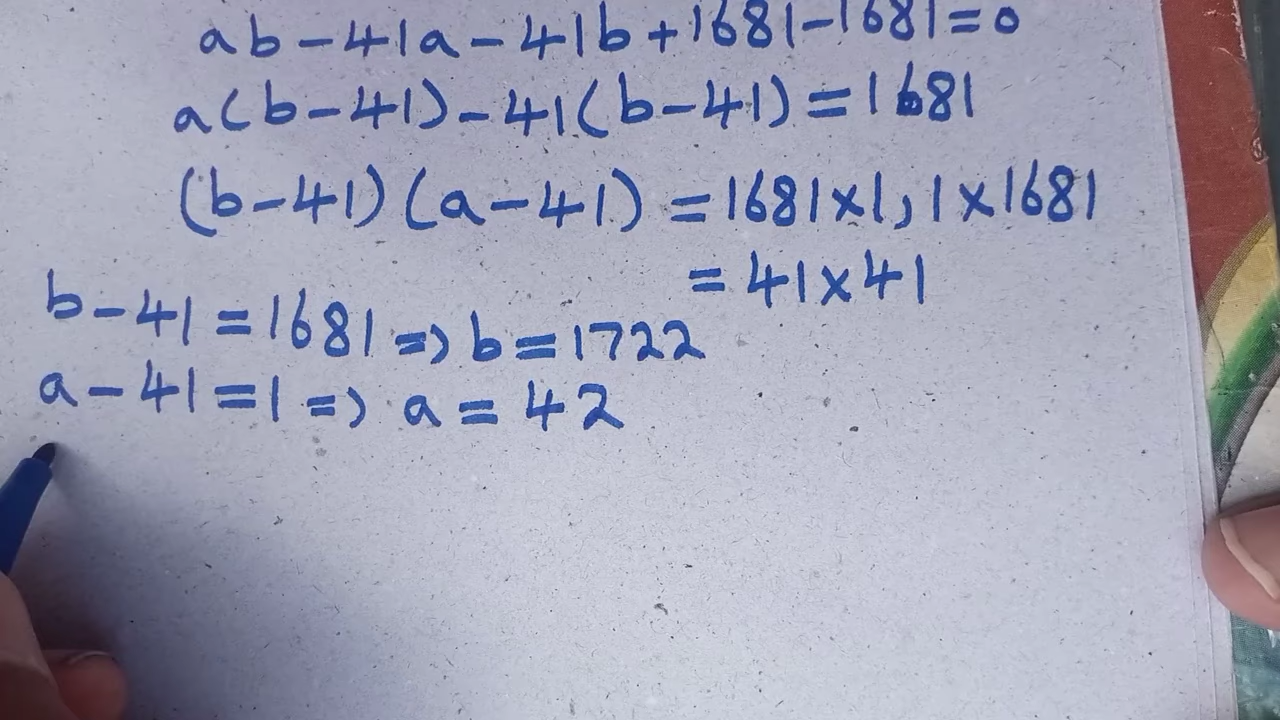 ab-41a-41b+1681-1681=0
a(b-41)-41(b-41)=1681
(b-41)(a-41)=1681×1,1×1681
=41×41
b-41=1681=>b=1722
a-41=1=>a=42